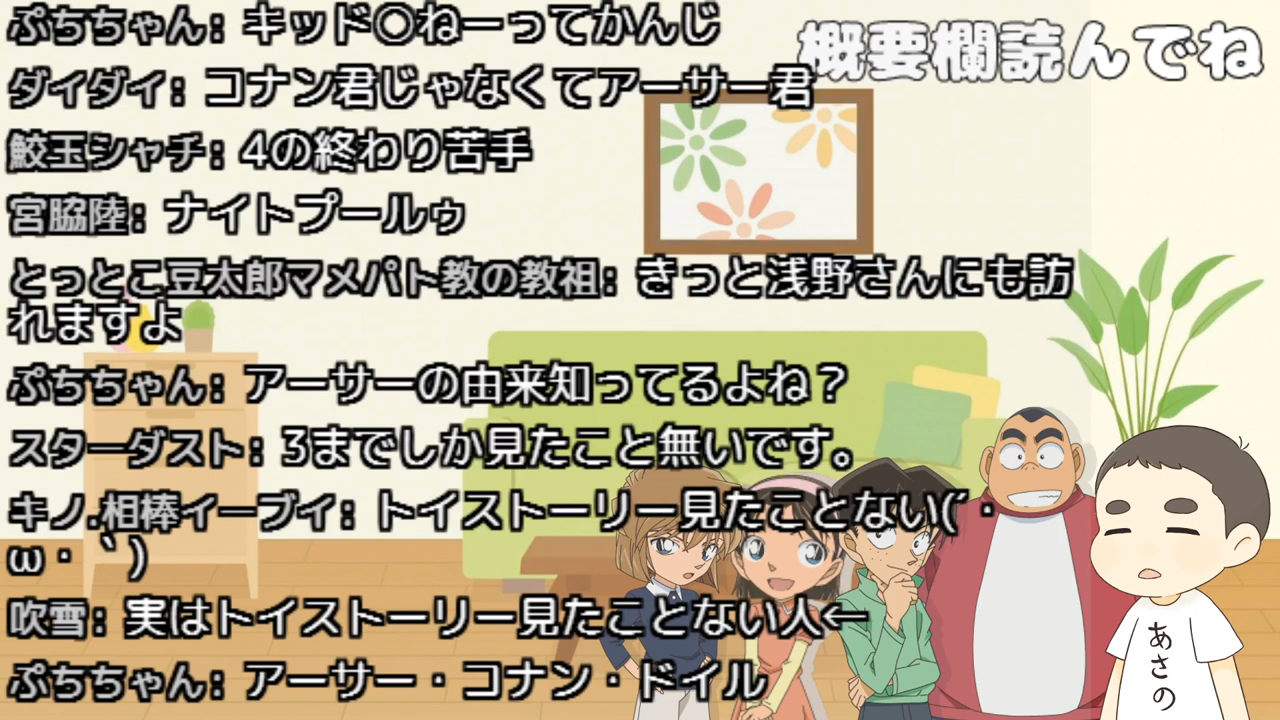 ぷちちゃん: キッド〇ねーってかんじ
概要欄読んでね
ダイダイ: コナン君じゃなくてアーサー君
鮫玉シャチ: 4の終わり苦手
宮脇陸: ナイトプールゥ
とっとこ豆太郎マメパト教の教祖: きっと浅野さんにも訪
れますよ
ぷちちゃん: アーサーの由来知ってるよね？
スターダスト: 3までしか見たこと無いです。
キノ.相棒イーブイ: トイストーリー見たことない(´・
ω・`)
吹雪: 実はトイストーリー見たことない人←
ぷちちゃん: アーサー・コナン・ドイル
あさの